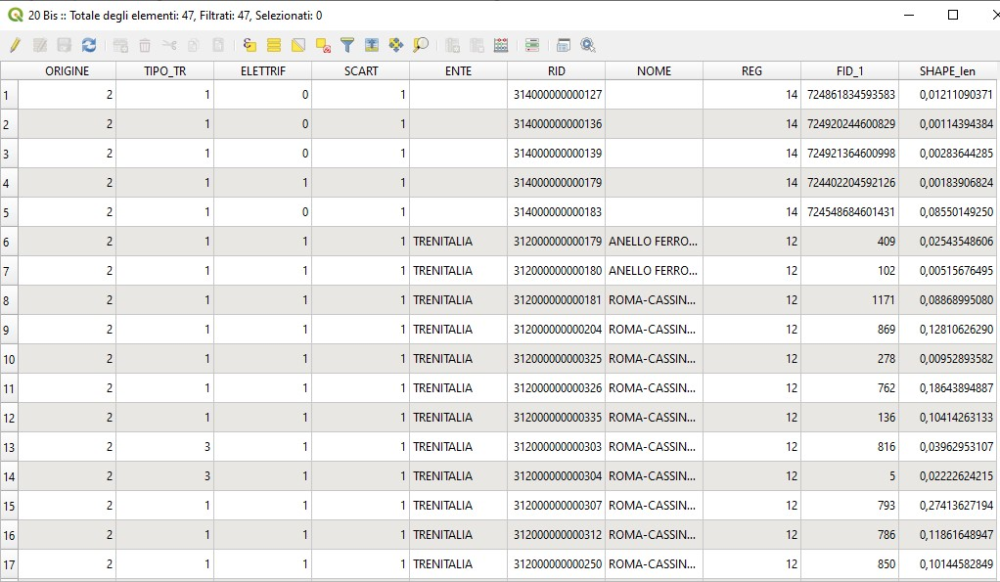 20 Bis :: Totale degli elementi: 47, Filtrati: 47, Selezionati: 0
ORIGINE TIPO_TR ELETTRIF SCART ENTE RID NOME REG FID_1 SHAPE_len
1 2 1 0 1 314000000000127 14 724861834593583 0,01211090371
2 2 1 0 1 314000000000136 14 724920244600829 0,00114394384
3 2 1 0 1 314000000000139 14 724921364600998 0,00283644285
4 2 1 1 1 314000000000179 14 724402204592126 0,00183906824
5 2 1 0 1 314000000000183 14 724548684601431 0,08550149250
6 2 1 1 1 TRENITALIA 312000000000179 ANELLO FERRO... 12 409 0,02543548606
7 2 1 1 1 TRENITALIA 312000000000180 ANELLO FERRO... 12 102 0,00515676495
8 2 1 1 1 TRENITALIA 312000000000181 ROMA-CASSIN... 12 1171 0,08868995080
9 2 1 1 1 TRENITALIA 312000000000204 ROMA-CASSIN... 12 869 0,12810626290
10 2 1 1 1 TRENITALIA 312000000000325 ROMA-CASSIN... 12 278 0,00952893582
11 2 1 1 1 TRENITALIA 312000000000326 ROMA-CASSIN... 12 762 0,18643894887
12 2 1 1 1 TRENITALIA 312000000000335 ROMA-CASSIN... 12 136 0,10414263133
13 2 3 1 1 TRENITALIA 312000000000303 ROMA-CASSIN... 12 816 0,03962953107
14 2 3 1 1 TRENITALIA 312000000000304 ROMA-CASSIN... 12 5 0,02222624215
15 2 1 1 1 TRENITALIA 312000000000307 ROMA-CASSIN... 12 793 0,27413627194
16 2 1 1 1 TRENITALIA 312000000000312 ROMA-CASSIN... 12 786 0,11861648947
17 2 1 1 1 TRENITALIA 312000000000250 ROMA-CASSIN... 12 850 0,10144582849